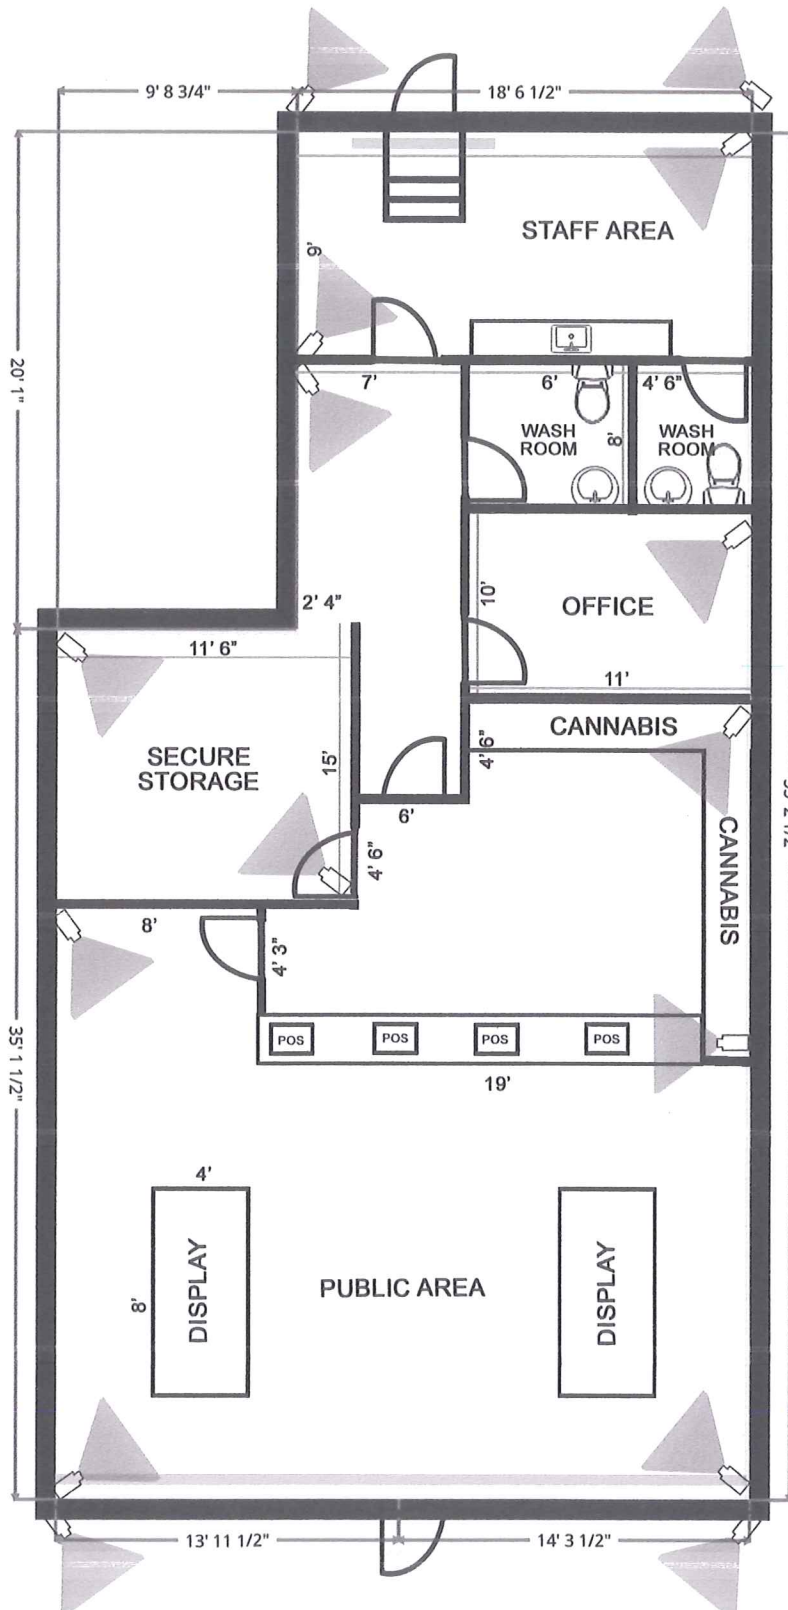 9' 8 3/4"
18' 6 1/2"
STAFF AREA
9'
20' 1"
7'
6'
4' 6"
WASH
ROOM
8'
WASH
ROOM
2' 4"
10'
OFFICE
11' 6"
11'
CANNABIS
4' 6"
SECURE
STORAGE
15'
6'
CANNABIS
4' 6"
8'
4' 3"
POS
POS
POS
POS
19'
35' 1 1/2"
4'
8'
DISPLAY
PUBLIC AREA
DISPLAY
13' 11 1/2"
14' 3 1/2"